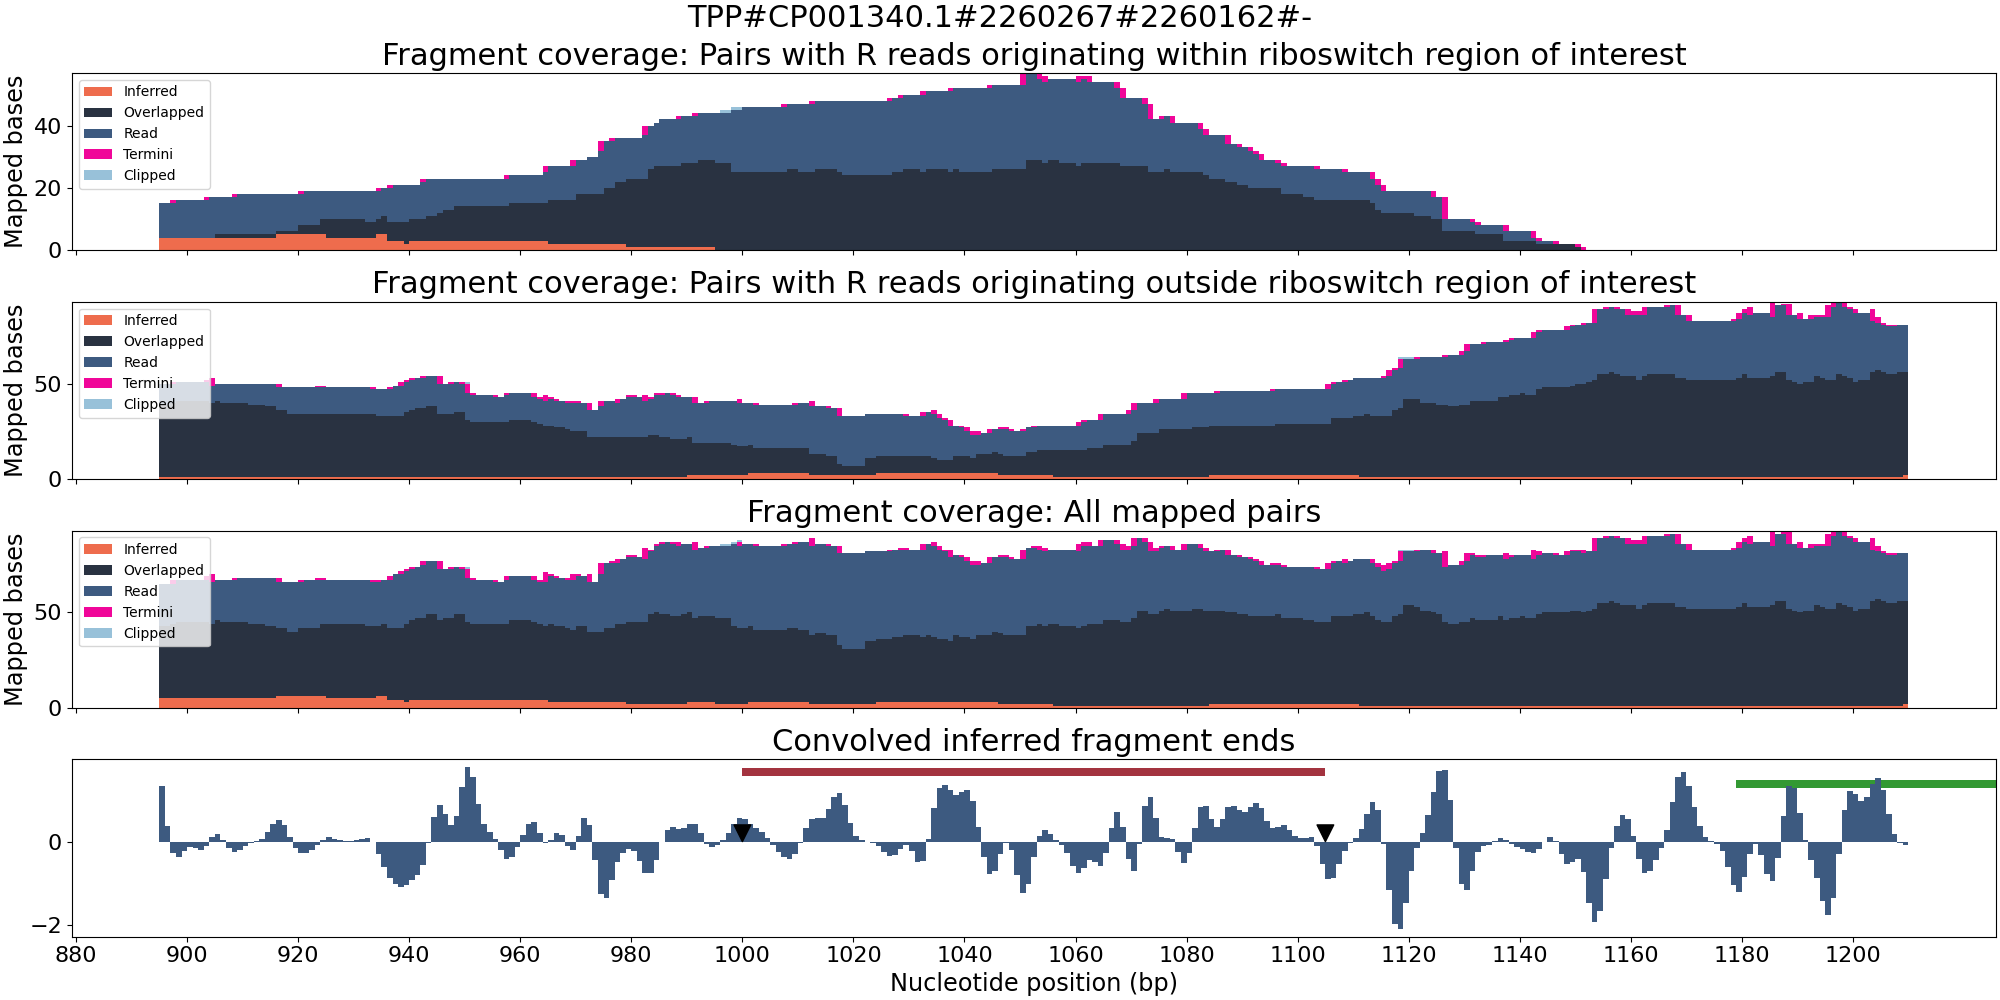 TPP#CP001340.1#2260267#2260162#-
Fragment coverage: Pairs with R reads originating within riboswitch region of interest
Mapped bases
40
20
0
Inferred
Overlapped
Read
Termini
Clipped
Fragment coverage: Pairs with R reads originating outside riboswitch region of interest
Mapped bases
50
0
Inferred
Overlapped
Read
Termini
Clipped
Fragment coverage: All mapped pairs
Mapped bases
50
0
Inferred
Overlapped
Read
Termini
Clipped
Convolved inferred fragment ends
0
−2
880 900 920 940 960 980 1000 1020 1040 1060 1080 1100 1120 1140 1160 1180 1200
Nucleotide position (bp)